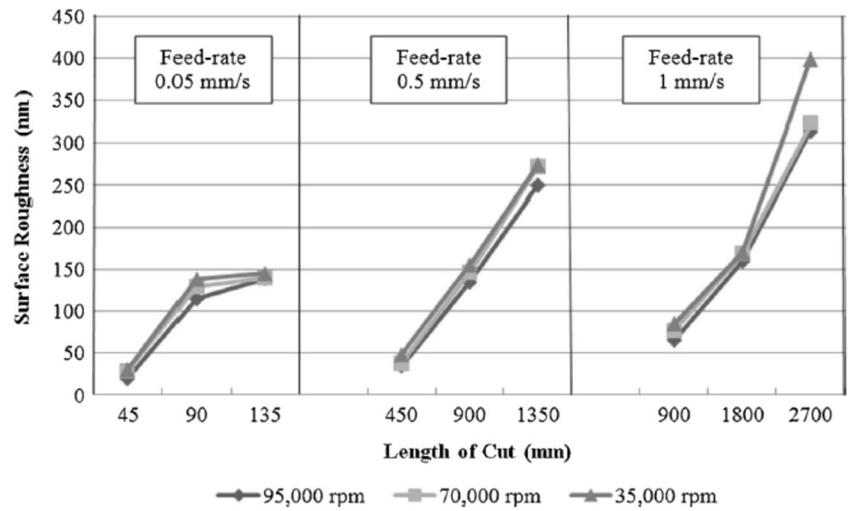 450
400
350
300
250
200
150
100
50
0
Surface Roughness (nm)
Feed-rate
0.05 mm/s
Feed-rate
0.5 mm/s
Feed-rate
1 mm/s
45 90 135 450 900 1350 900 1800 2700
Length of Cut (mm)
95,000 rpm 70,000 rpm 35,000 rpm